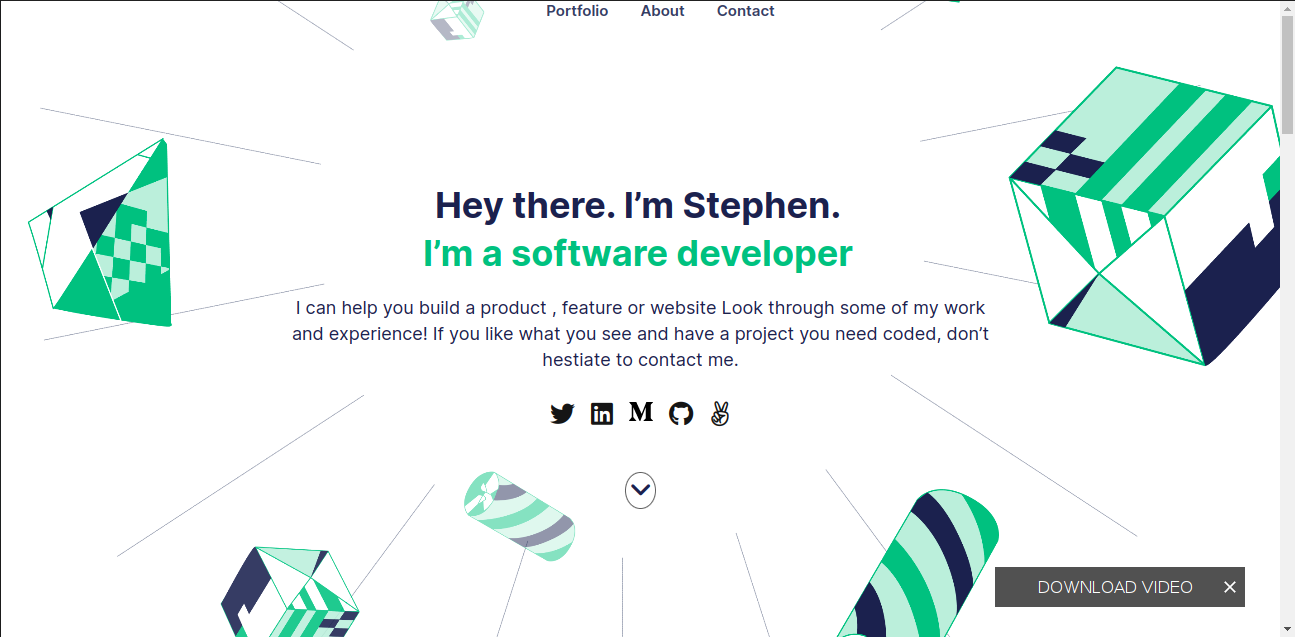 Portfolio About Contact
Hey there. I’m Stephen.
I’m a software developer
I can help you build a product , feature or website Look through some of my work
and experience! If you like what you see and have a project you need coded, don’t
hestiate to contact me.
M
DOWNLOAD VIDEO